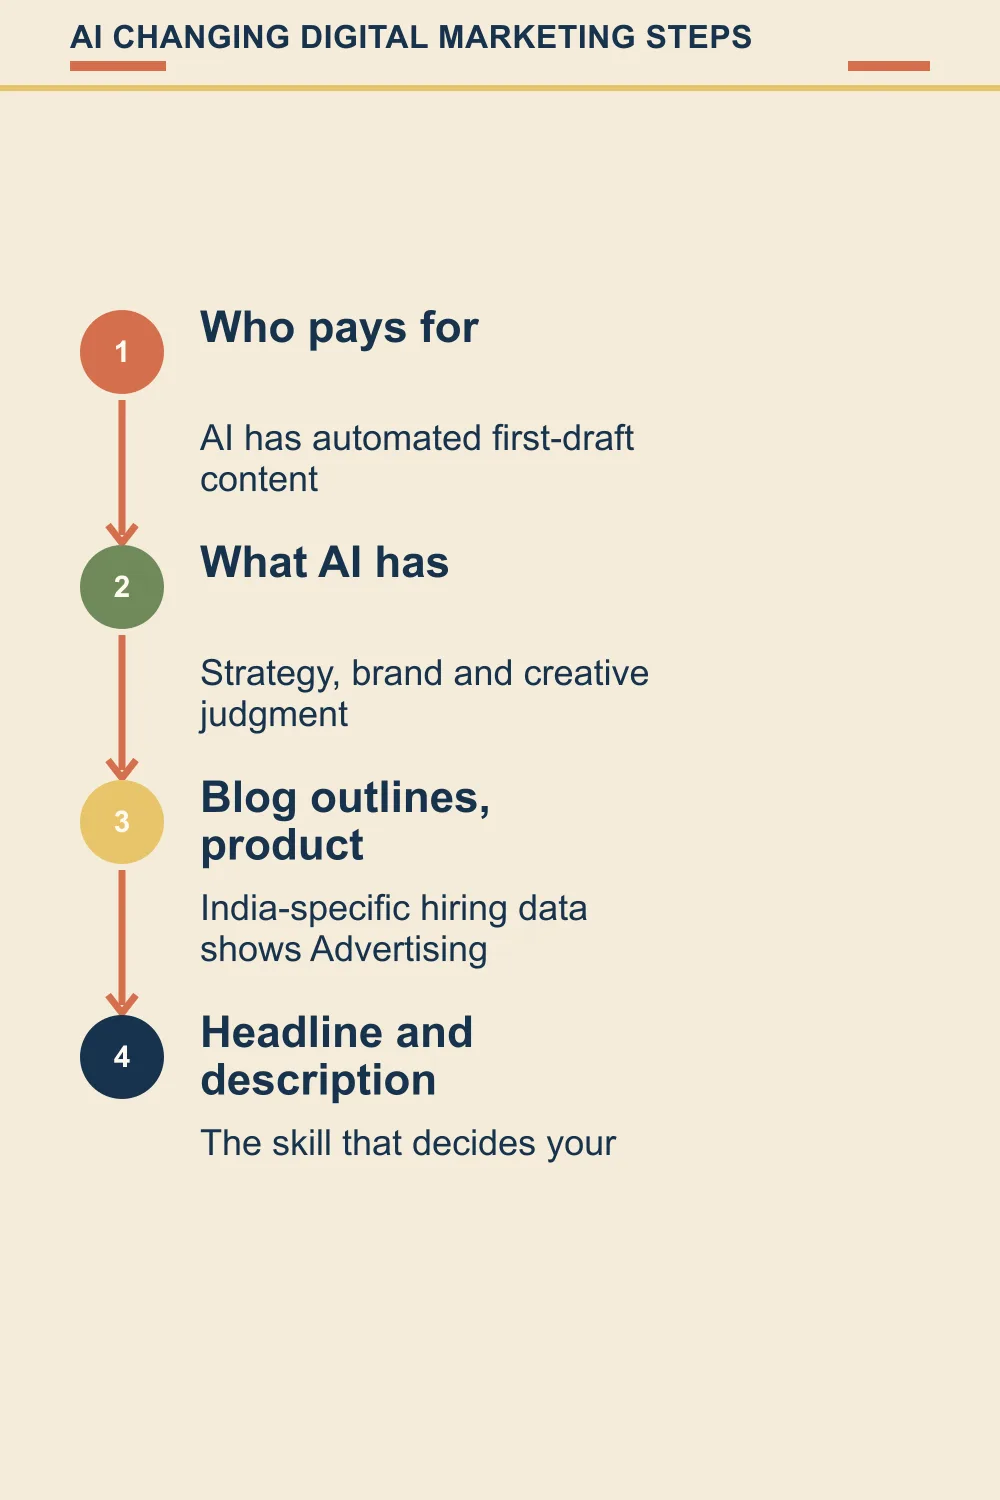 AI CHANGING DIGITAL MARKETING STEPS
1
Who pays for
AI has automated first-draft
content
2
What AI has
Strategy, brand and creative
judgment
3
Blog outlines,
product
India-specific hiring data
shows Advertising
4
Headline and
description
The skill that decides your